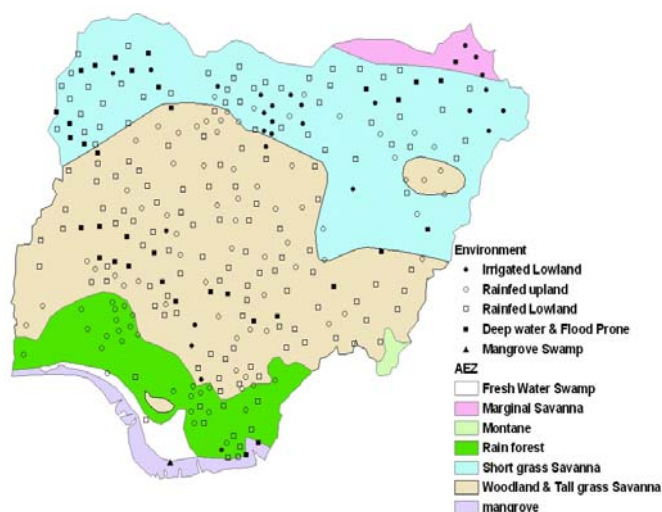 Environment
Irrigated Lowland
Rainfed upland
Rainfed Lowland
Deep water & Flood Prone
Mangrove Swamp
AEZ
Fresh Water Swamp
Marginal Savanna
Montane
Rain forest
Short grass Savanna
Woodland & Tall grass Savanna
mangrove